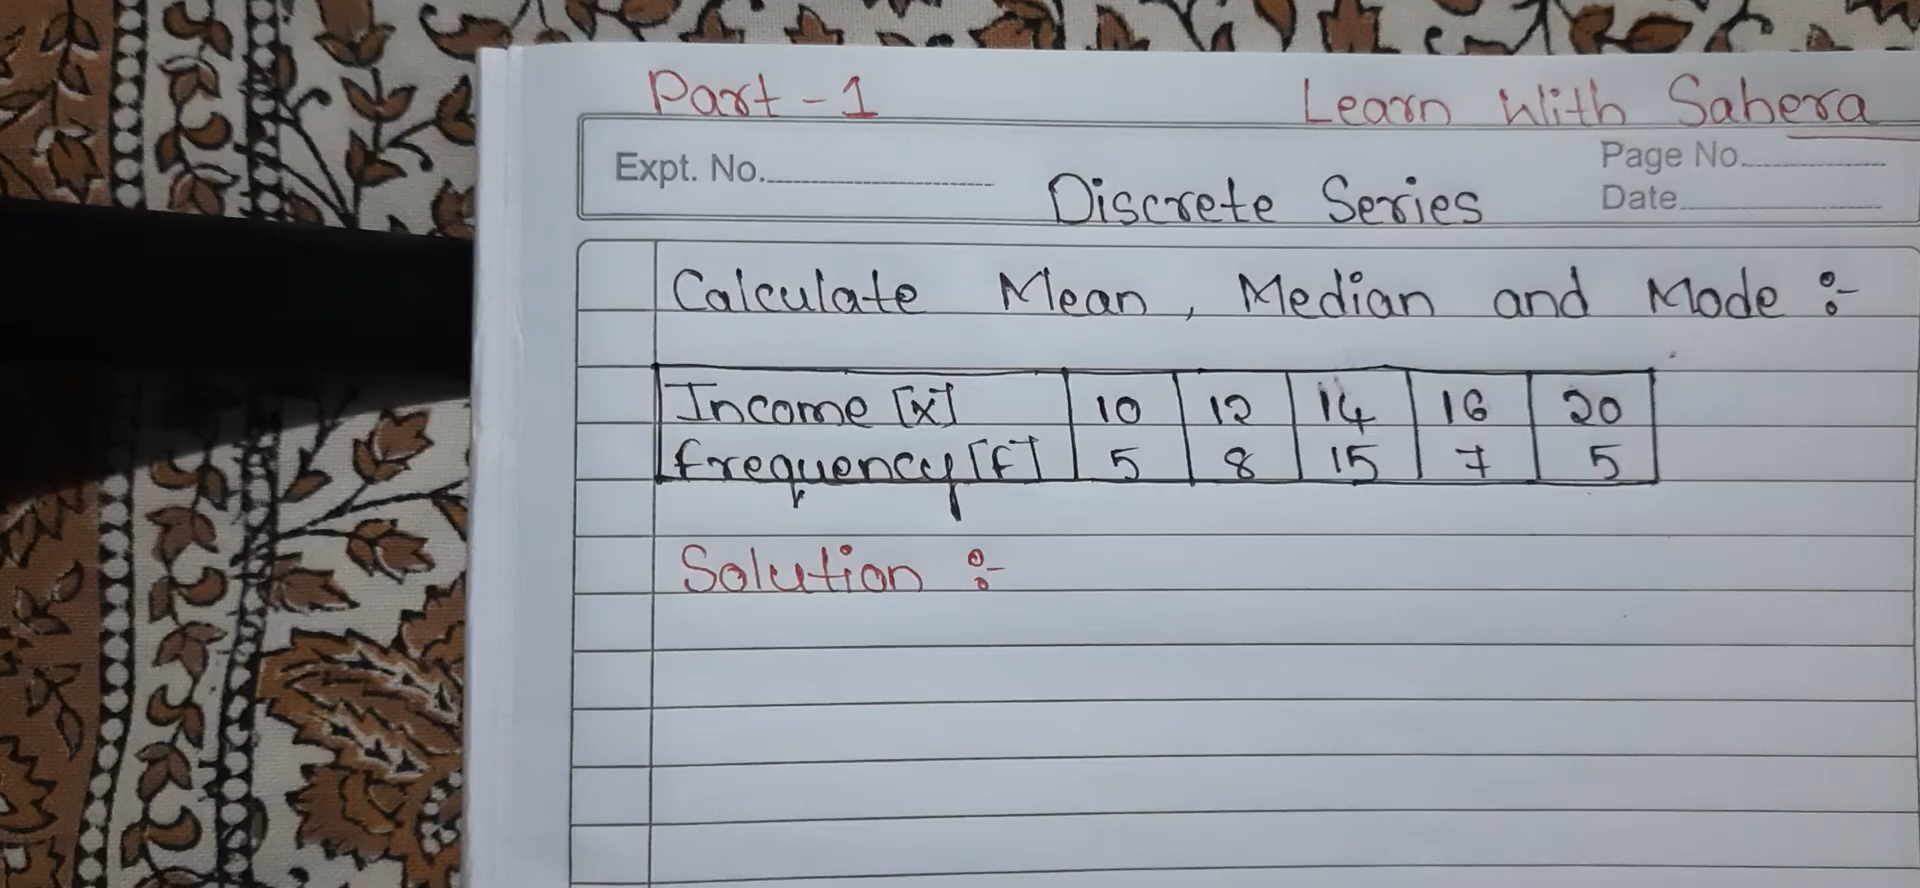 Part - 1 Learn With Sahera
Expt. No. Page No.
Discrete Series Date
Calculate Mean, Median and Mode :-
Income [x] 10 12 14 16 20
frequency [f] 5 8 15 7 5
Solution :-